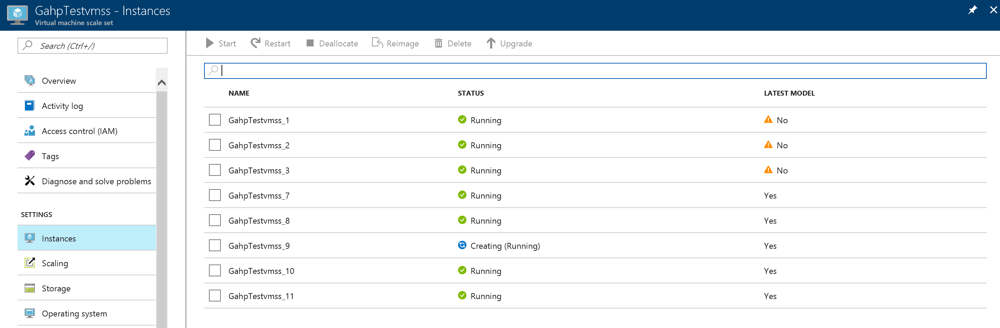 GahpTestvmss - Instances
Virtual machine scale set
Search (Ctrl+/)
Overview
Activity log
Access control (IAM)
Tags
Diagnose and solve problems
SETTINGS
Instances
Scaling
Storage
Operating system
Start Restart Deallocate Reimage Delete Upgrade
NAME STATUS LATEST MODEL
GahpTestvmss_1 Running No
GahpTestvmss_2 Running No
GahpTestvmss_3 Running No
GahpTestvmss_7 Running Yes
GahpTestvmss_8 Running Yes
GahpTestvmss_9 Creating (Running) Yes
GahpTestvmss_10 Running Yes
GahpTestvmss_11 Running Yes